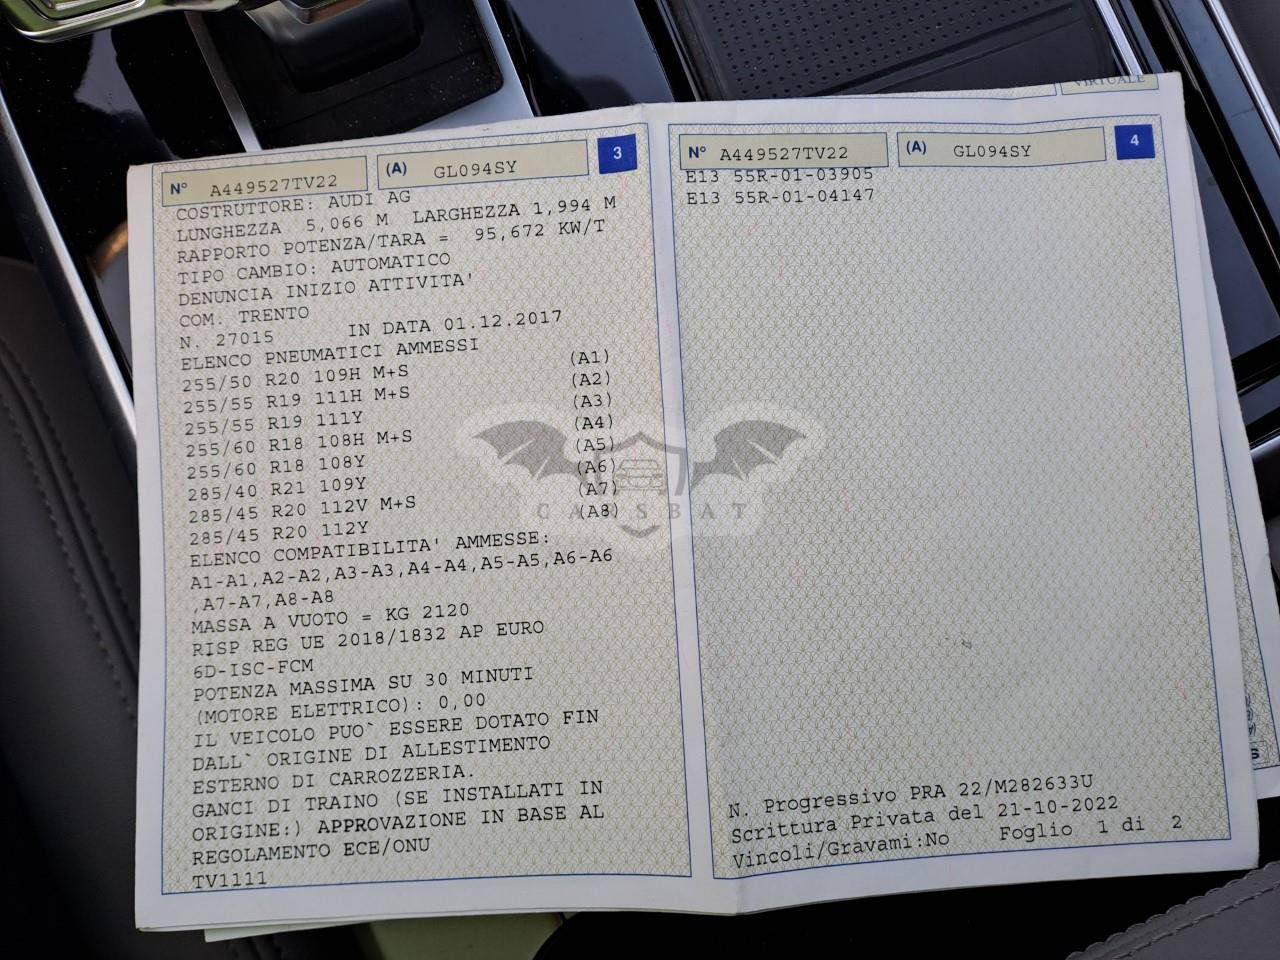 VIRTUALE
N° A449527TV22 (A) GL094SY 3
COSTRUTTORE: AUDI AG
LUNGHEZZA 5,066 M LARGHEZZA 1,994 M
RAPPORTO POTENZA/TARA = 95,672 KW/T
TIPO CAMBIO: AUTOMATICO
DENUNCIA INIZIO ATTIVITA'
COM. TRENTO
N. 27015 IN DATA 01.12.2017
ELENCO PNEUMATICI AMMESSI
255/50 R20 109H M+S (A1)
255/55 R19 111H M+S (A2)
255/55 R19 111Y (A3)
255/60 R18 108H M+S (A4)
255/60 R18 108Y (A5)
285/40 R21 109Y (A6)
285/45 R20 112V M+S (A7)
285/45 R20 112Y (A8)
ELENCO COMPATIBILITA' AMMESSE:
A1-A1,A2-A2,A3-A3,A4-A4,A5-A5,A6-A6
,A7-A7,A8-A8
MASSA A VUOTO = KG 2120
RISP REG UE 2018/1832 AP EURO
6D-ISC-FCM
POTENZA MASSIMA SU 30 MINUTI
(MOTORE ELETTRICO): 0,00
IL VEICOLO PUO` ESSERE DOTATO FIN
DALL` ORIGINE DI ALLESTIMENTO
ESTERNO DI CARROZZERIA.
GANCI DI TRAINO (SE INSTALLATI IN
ORIGINE:) APPROVAZIONE IN BASE AL
REGOLAMENTO ECE/ONU
TV1111
N° A449527TV22 (A) GL094SY 4
E13 55R-01-03905
E13 55R-01-04147
N. Progressivo PRA 22/M282633U
Scrittura Privata del 21-10-2022
Vincoli/Gravami:No Foglio 1 di 2
CARSBAT